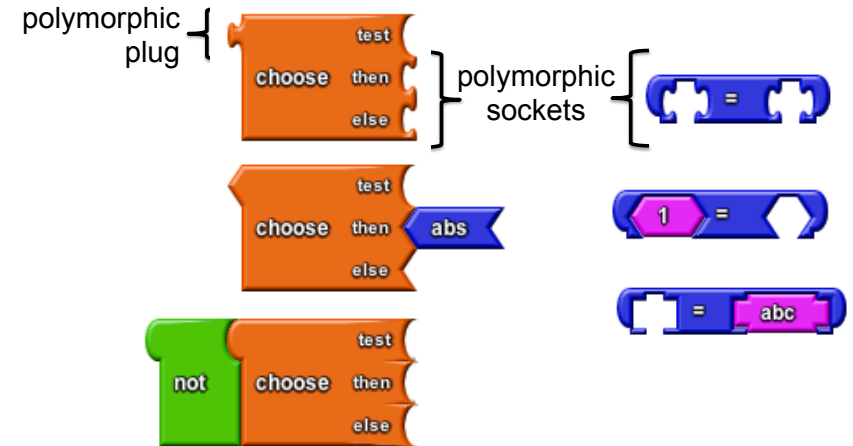 polymorphic
plug
test
choose then
else
polymorphic
sockets
=
test
choose then abs
else
1 =
= abc
test
not choose then
else